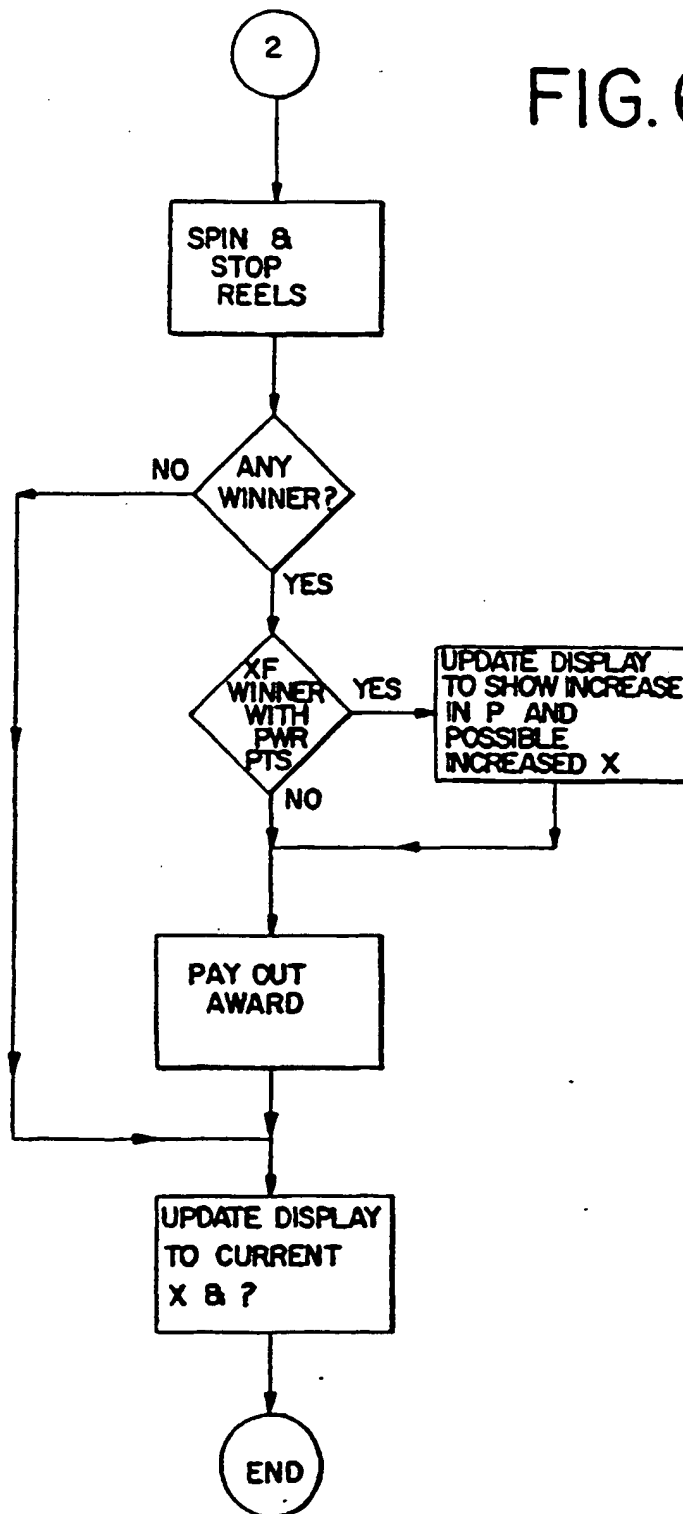 2
FIG. 6
SPIN &
STOP
REELS
NO
ANY
WINNER?
YES
XF
WINNER
WITH
PWR
PTS
YES
UPDATE DISPLAY
TO SHOW INCREASE
IN P AND
POSSIBLE
INCREASED X
NO
PAY OUT
AWARD
UPDATE DISPLAY
TO CURRENT
X & ?
END